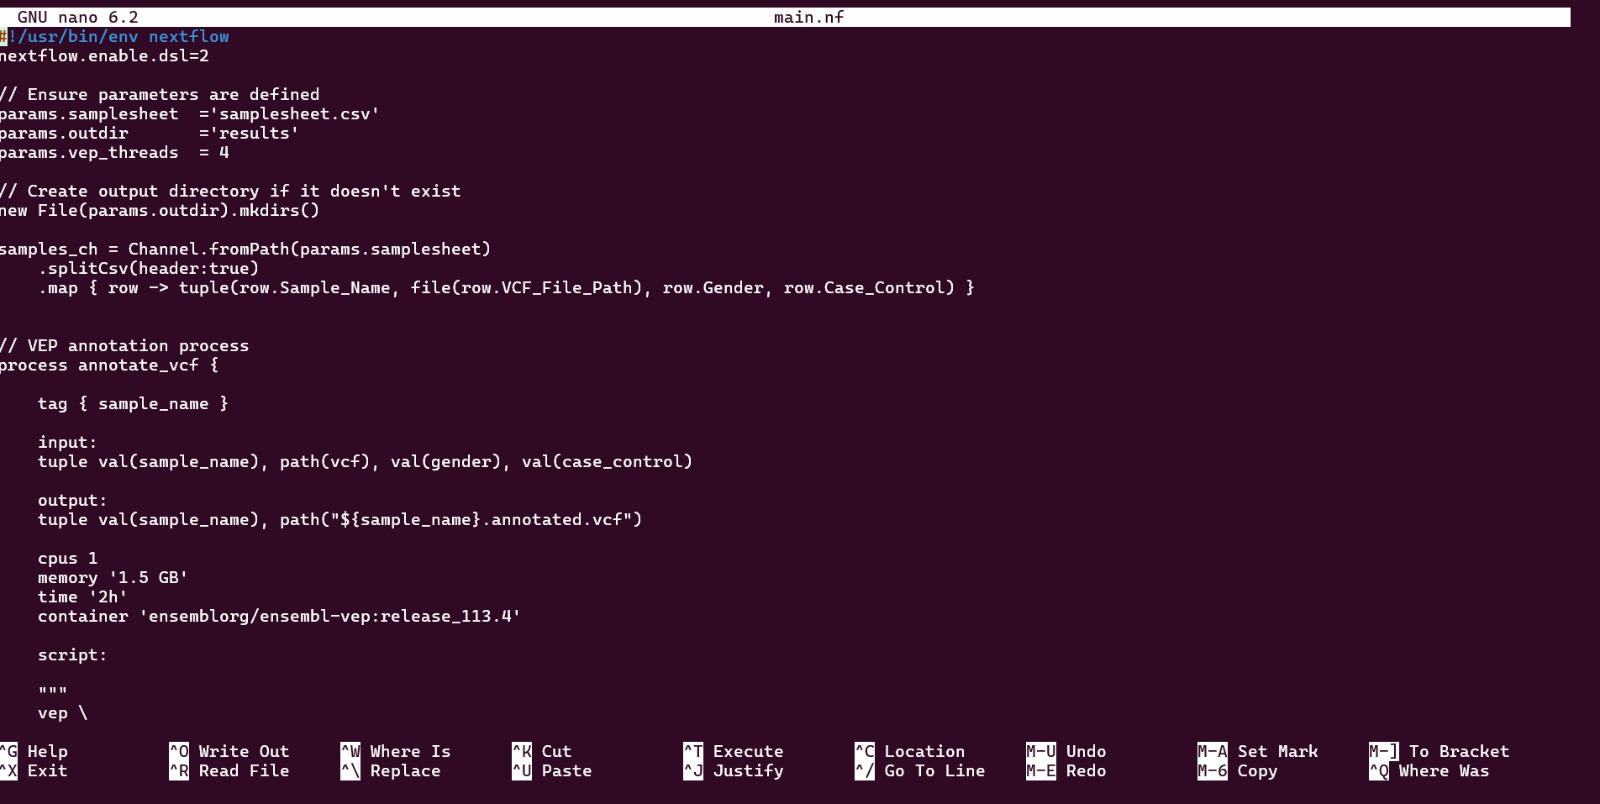 GNU nano 6.2 main.nf
#!/usr/bin/env nextflow
nextflow.enable.dsl=2
// Ensure parameters are defined
params.samplesheet  ='samplesheet.csv'
params.outdir       ='results'
params.vep_threads  = 4
// Create output directory if it doesn't exist
new File(params.outdir).mkdirs()
samples_ch = Channel.fromPath(params.samplesheet)
    .splitCsv(header:true)
    .map { row -> tuple(row.Sample_Name, file(row.VCF_File_Path), row.Gender, row.Case_Control) }
// VEP annotation process
process annotate_vcf {
    tag { sample_name }
    input:
    tuple val(sample_name), path(vcf), val(gender), val(case_control)
    output:
    tuple val(sample_name), path("${sample_name}.annotated.vcf")
    cpus 1
    memory '1.5 GB'
    time '2h'
    container 'ensemblorg/ensembl-vep:release_113.4'
    script:
    """
    vep \
^G Help ^O Write Out ^W Where Is ^K Cut ^T Execute ^C Location M-U Undo M-A Set Mark M-] To Bracket
^X Exit ^R Read File ^\ Replace ^U Paste ^J Justify ^/ Go To Line M-E Redo M-6 Copy ^Q Where Was